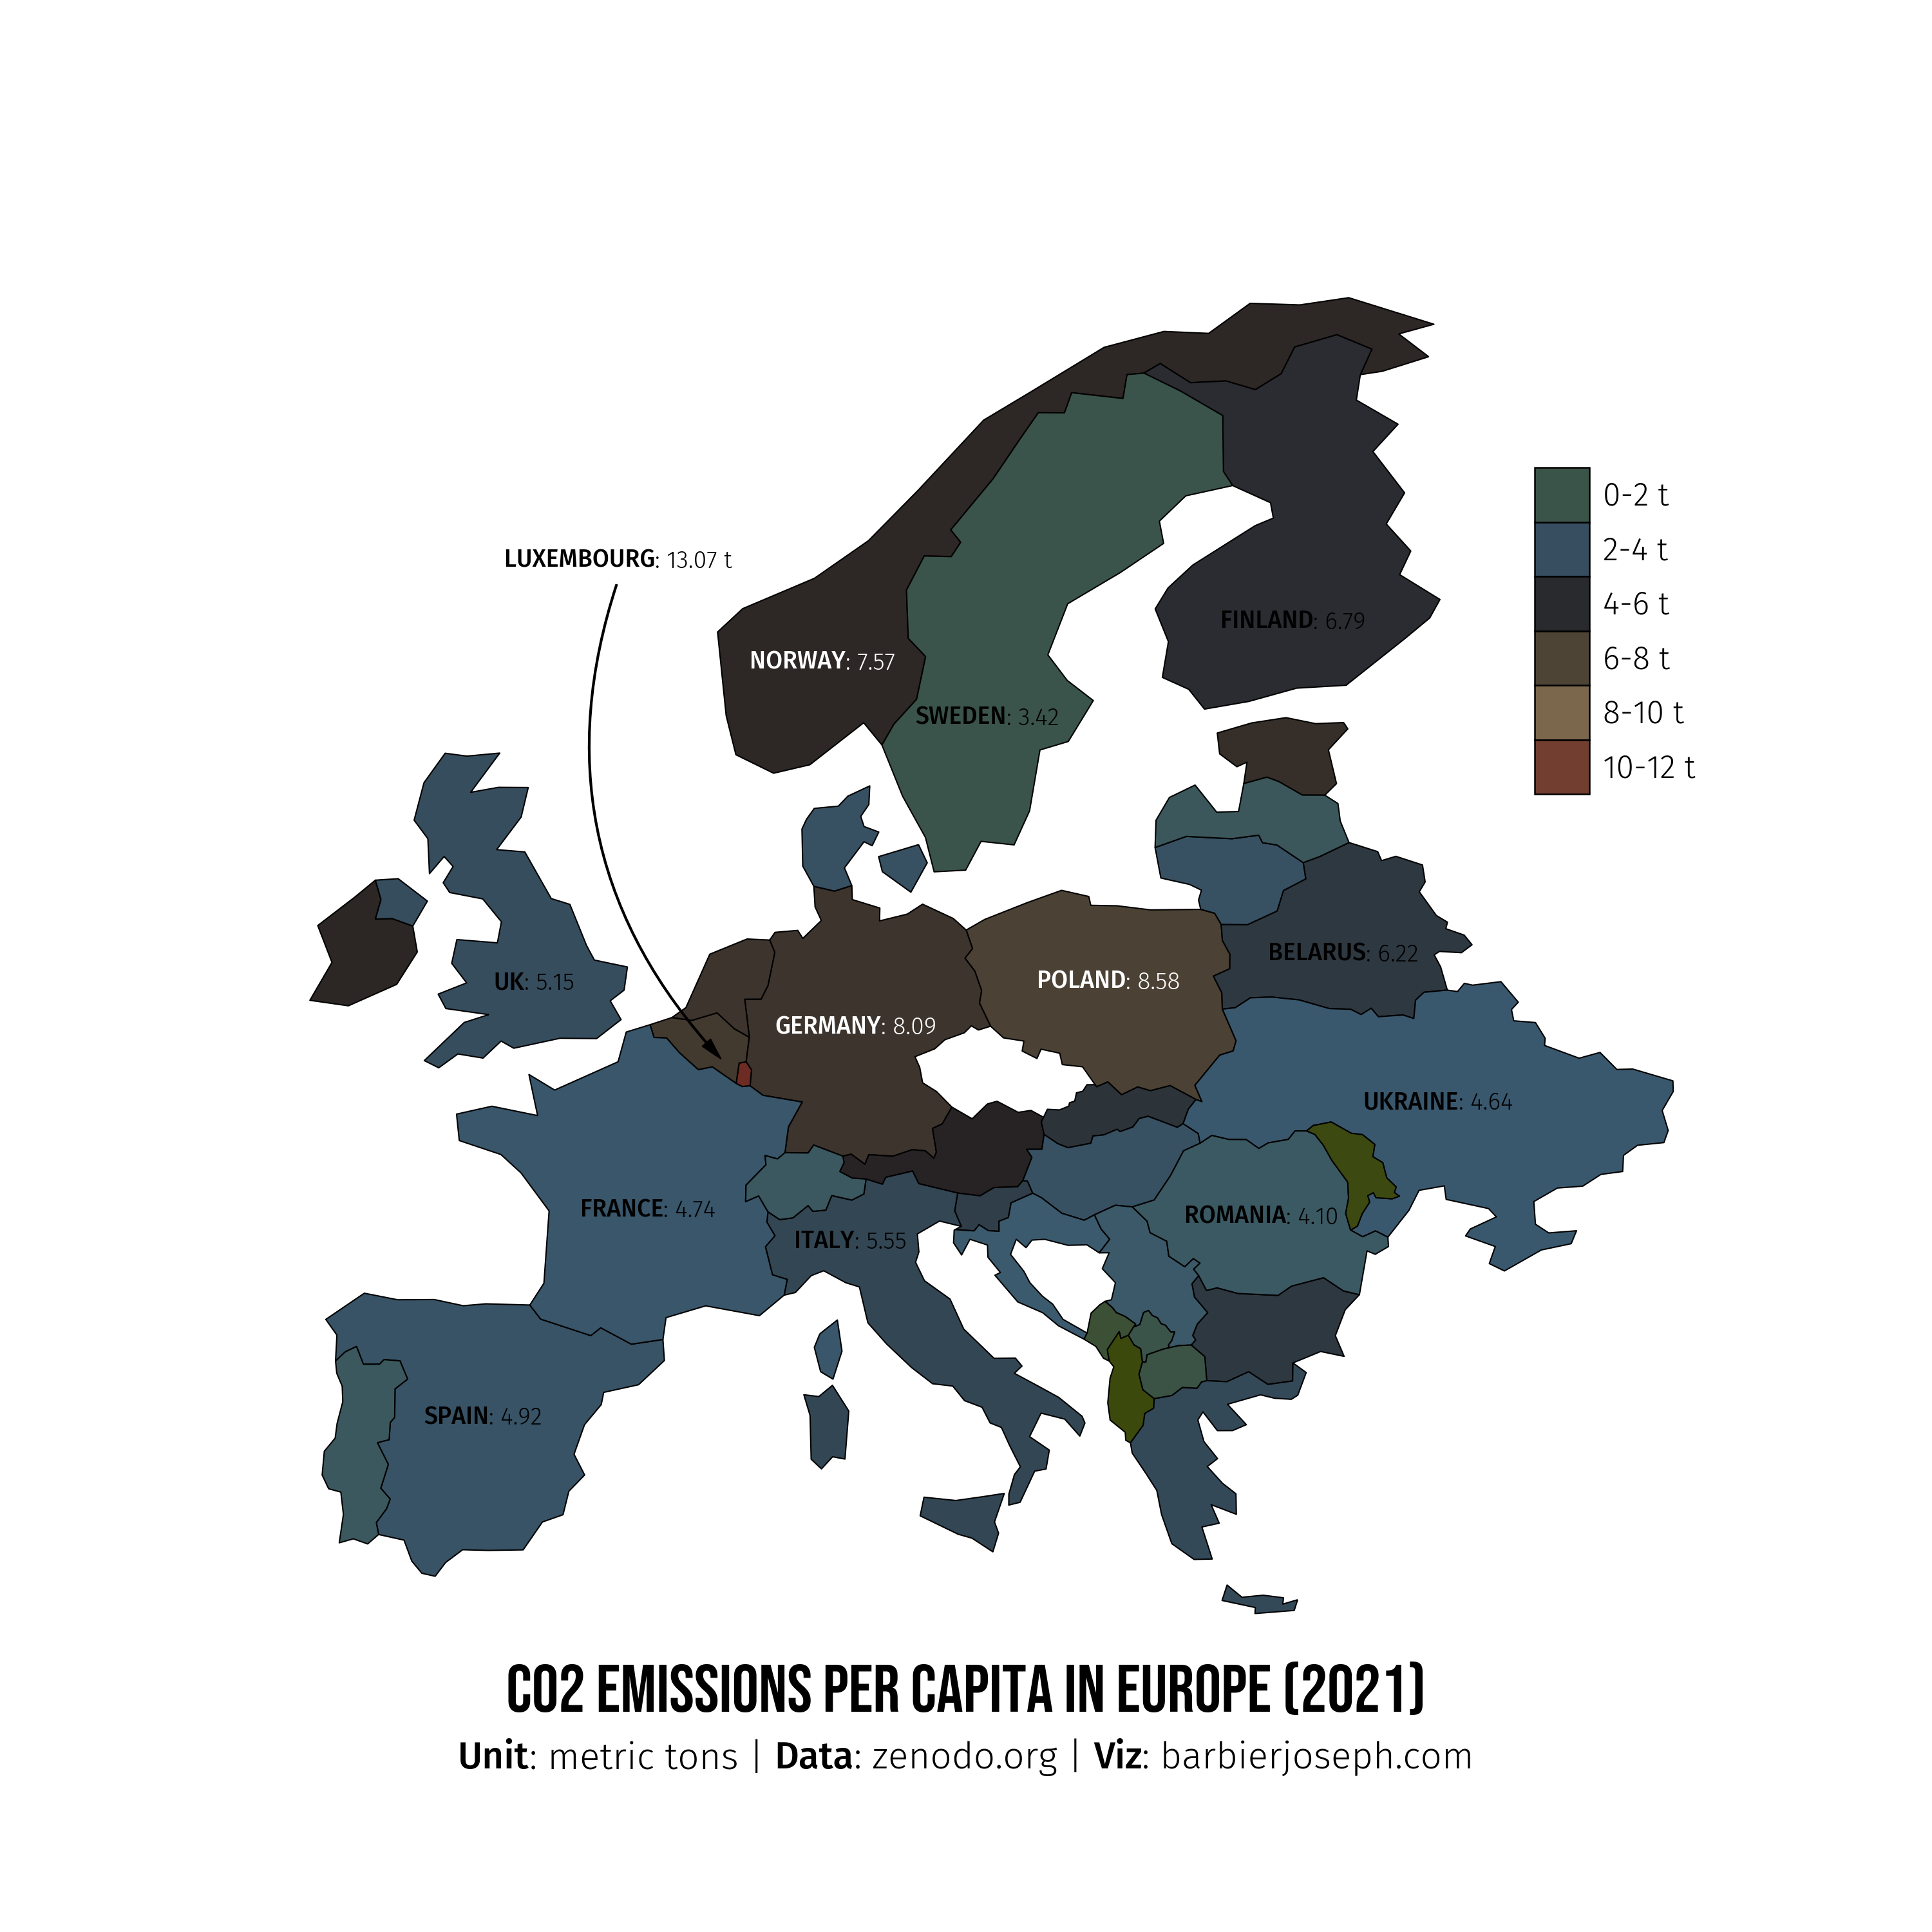 LUXEMBOURG: 13.07 t
NORWAY: 7.57
SWEDEN: 3.42
FINLAND: 6.79
0-2 t
2-4 t
4-6 t
6-8 t
8-10 t
10-12 t
UK: 5.15
BELARUS: 6.22
POLAND: 8.58
GERMANY: 8.09
UKRAINE: 4.64
FRANCE: 4.74
ROMANIA: 4.10
ITALY: 5.55
SPAIN: 4.92
CO2 EMISSIONS PER CAPITA IN EUROPE (2021)
Unit: metric tons | Data: zenodo.org | Viz: barbierjoseph.com